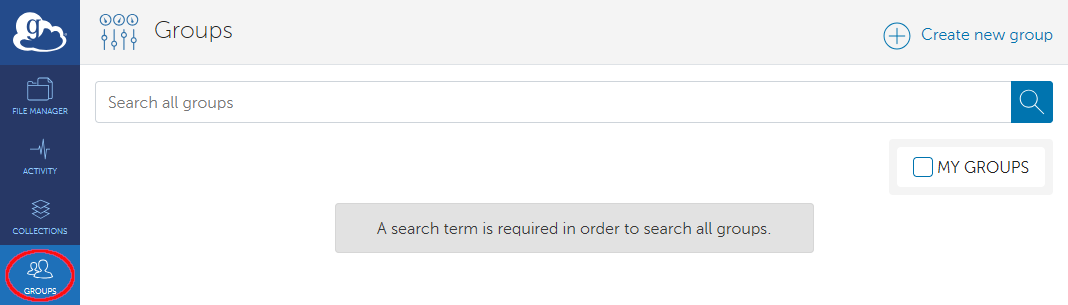 g
Groups
Create new group
FILE MANAGER
Search all groups
ACTIVITY
MY GROUPS
COLLECTIONS
A search term is required in order to search all groups.
GROUPS